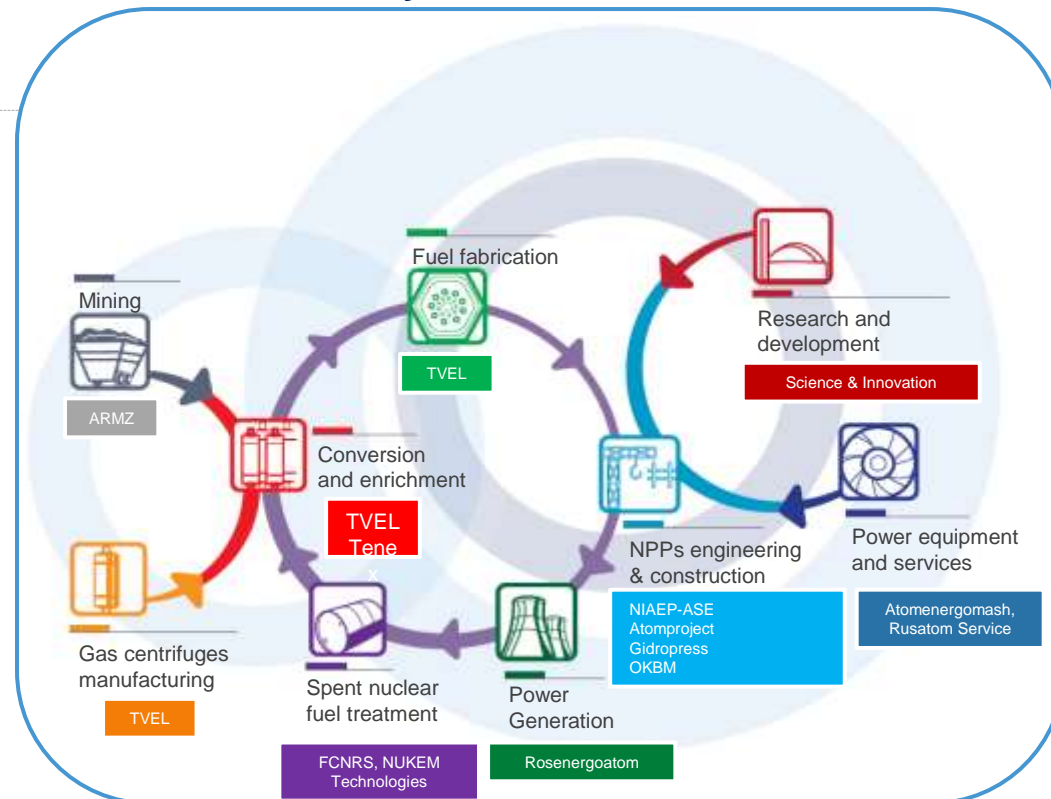 Fuel fabrication
TVEL
Mining
ARMZ
Research and
development
Science & Innovation
Conversion
and enrichment
TVEL
Tene
x
NPPs engineering
& construction
NIAEP-ASE
Atomproject
Gidropress
OKBM
Power equipment
and services
Atomenergomash,
Rusatom Service
Gas centrifuges
manufacturing
TVEL
Spent nuclear
fuel treatment
FCNRS, NUKEM
Technologies
Power
Generation
Rosenergoatom